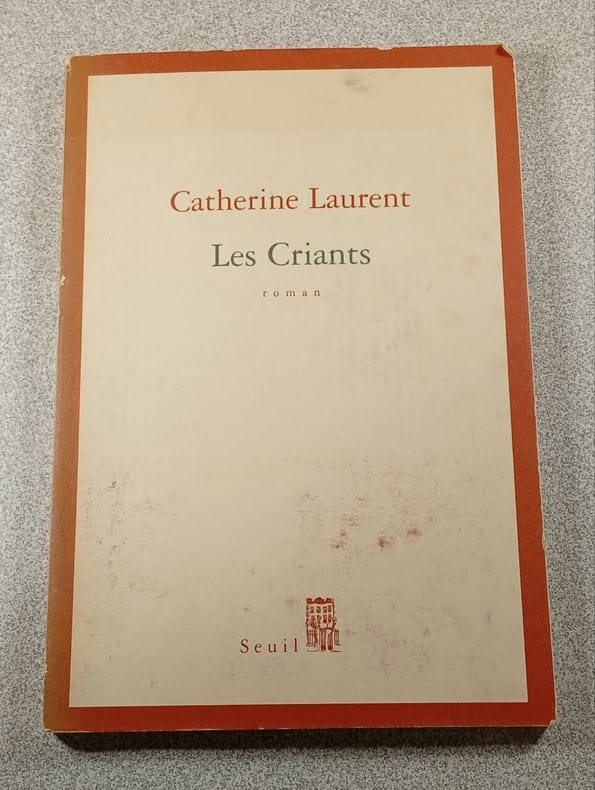 Catherine Laurent
Les Criants
roman
Seuil